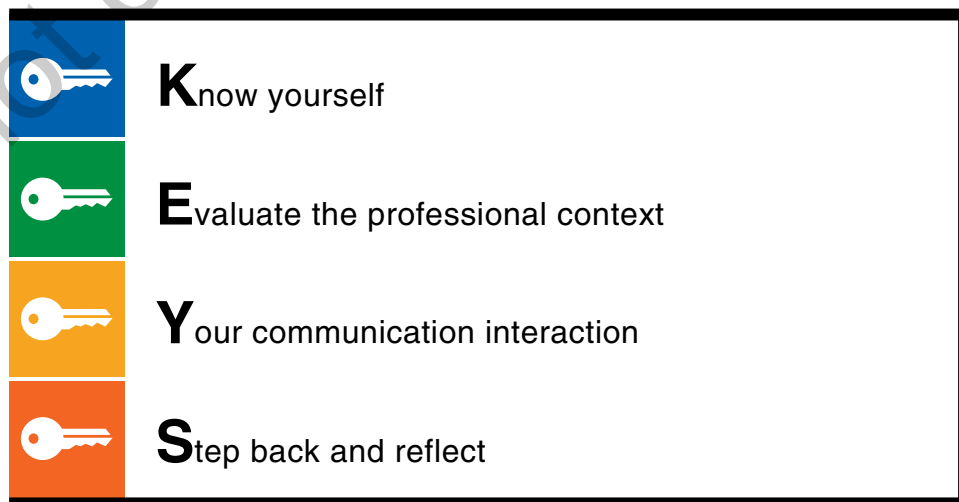 Know yourself
Evaluate the professional context
Your communication interaction
Step back and reflect